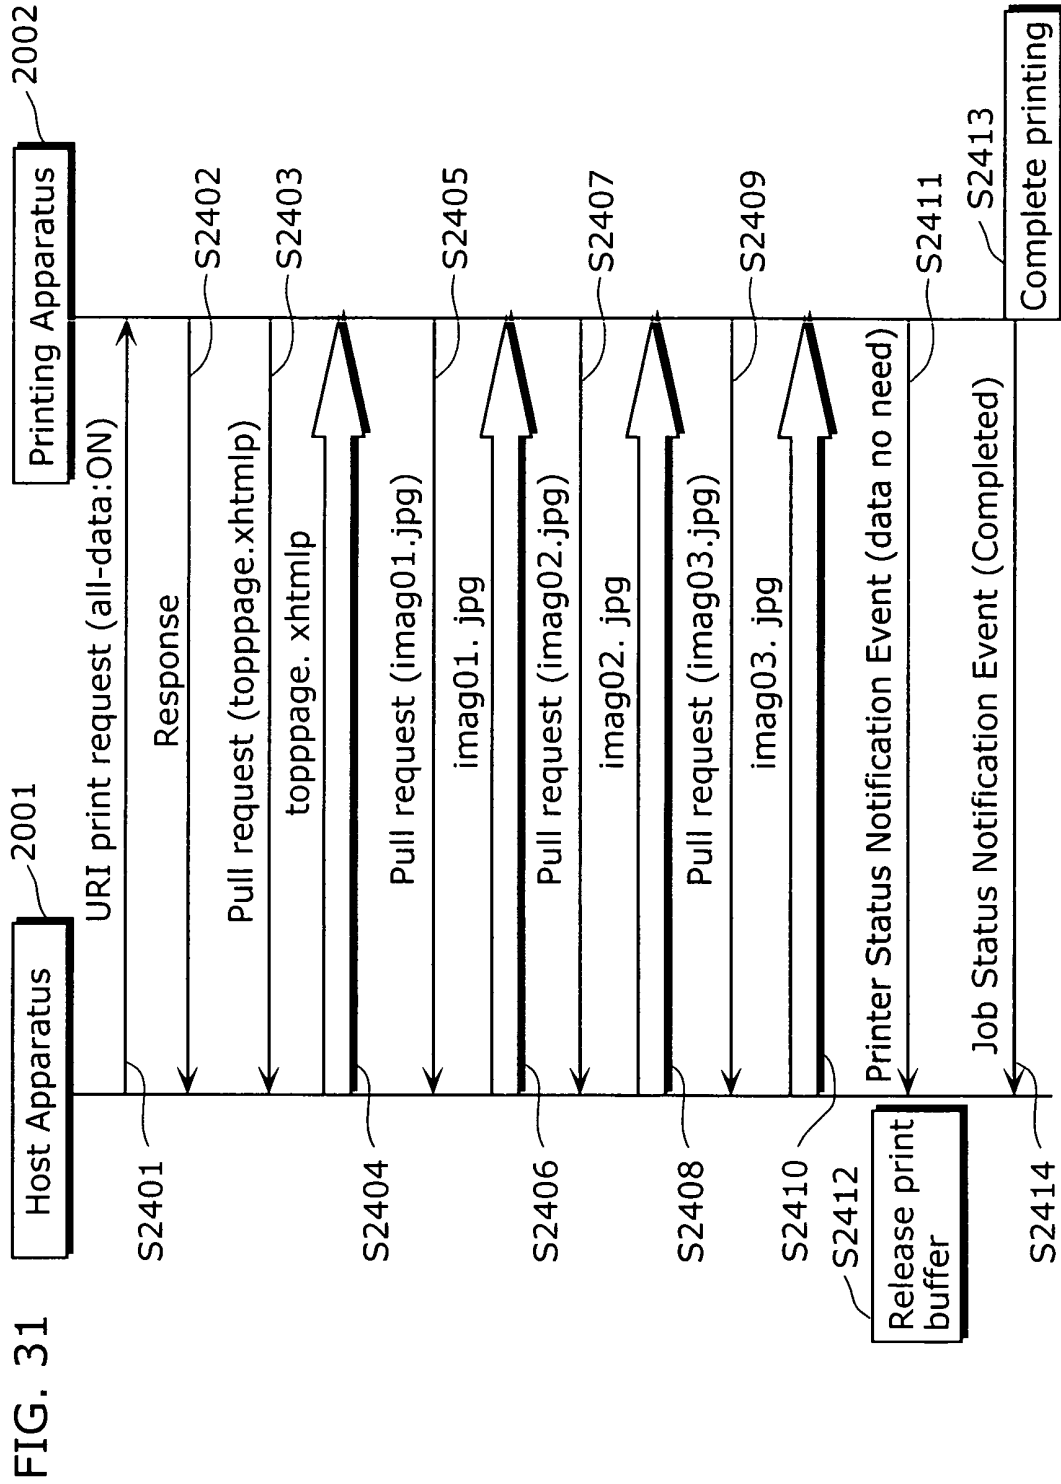 FIG. 31
Host Apparatus
2001
Printing Apparatus
2002
URI print request (all-data:ON)
S2401
Response
S2402
Pull request (topppage.xhtmlp)
S2403
topppage. xhtmlp
S2404
Pull request (imag01.jpg)
S2405
imag01. jpg
S2406
Pull request (imag02.jpg)
S2407
imag02. jpg
S2408
Pull request (imag03.jpg)
S2409
imag03. jpg
S2410
Printer Status Notification Event (data no need)
S2411
S2412
Release print
buffer
S2413
Complete printing
Job Status Notification Event (Completed)
S2414